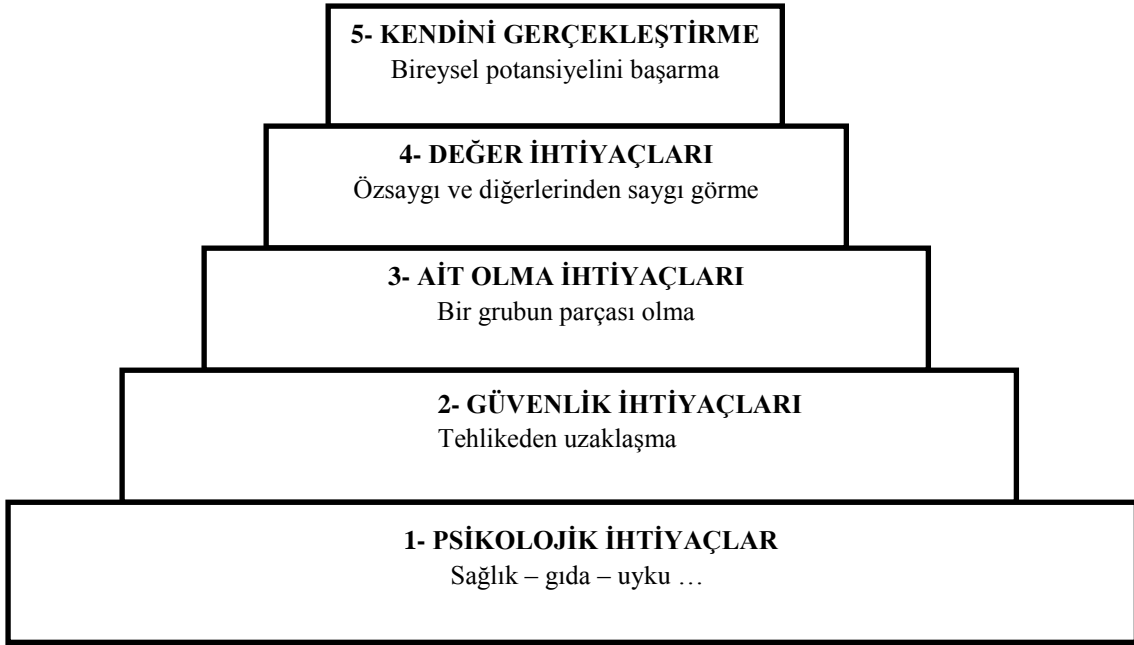 5- KENDİNİ GERÇEKLEŞTİRME
Bireysel potansiyelini başarma
4- DEĞER İHTİYAÇLARI
Özsaygı ve diğerlerinden saygı görme
3- AİT OLMA İHTİYAÇLARI
Bir grubun parçası olma
2- GÜVENLİK İHTİYAÇLARI
Tehlikeden uzaklaşma
1- PSİKOLOJİK İHTİYAÇLAR
Sağlık – gıda – uyku …